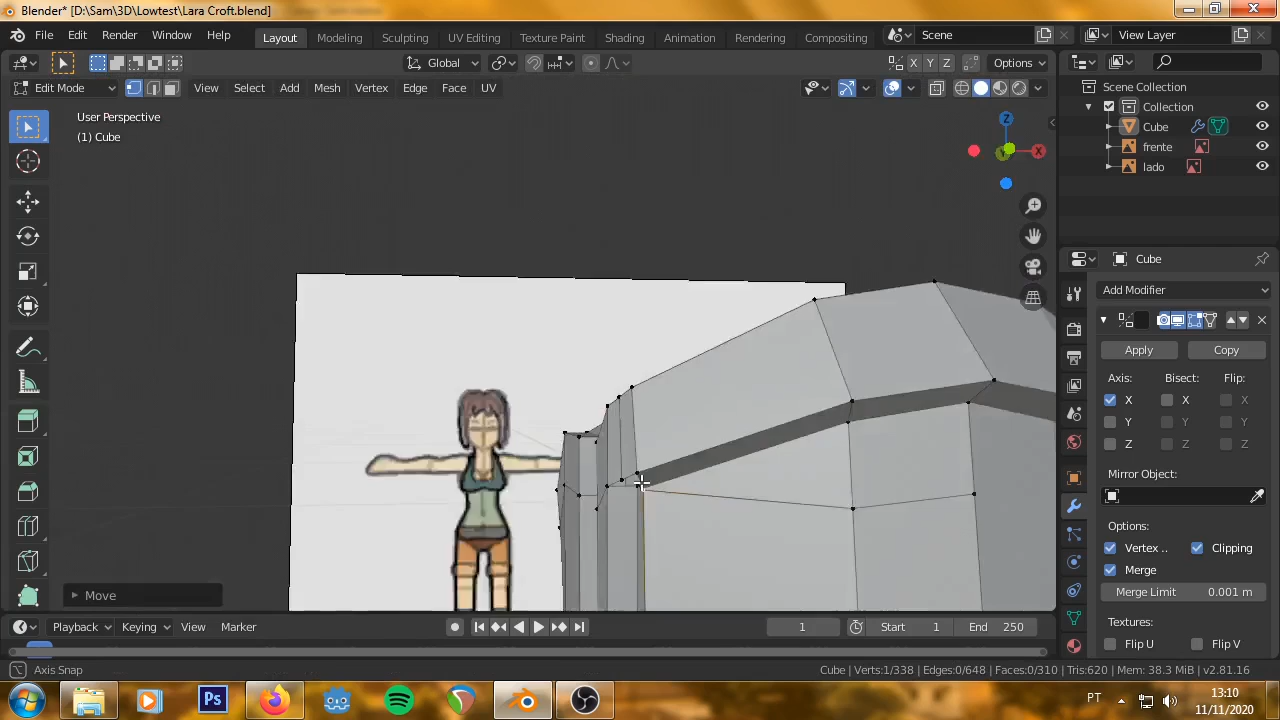 Blender* [D:\Sam\3D\Lowtest\Lara Croft.blend]
File Edit Render Window Help
Layout Modeling Sculpting UV Editing Texture Paint Shading Animation Rendering Compositing
Scene
View Layer
Global
X Y Z
Options
Edit Mode
View Select Add Mesh Vertex Edge Face UV
User Perspective
(1) Cube
Z
X
Y
Scene Collection
Collection
Cube
frente
lado
Cube
Add Modifier
Apply Copy
Axis: Bisect: Flip:
X X X
Y Y Y
Z Z Z
Mirror Object:
Options:
Vertex .. Clipping
Merge
Merge Limit 0.001 m
Textures:
Flip U Flip V
Move
Playback Keying View Marker
1
Start 1
End 250
Axis Snap
Cube | Verts:1/338 | Edges:0/648 | Faces:0/310 | Tris:620 | Mem: 38.3 MiB | v2.81.16
Ps
PT
13:10
11/11/2020